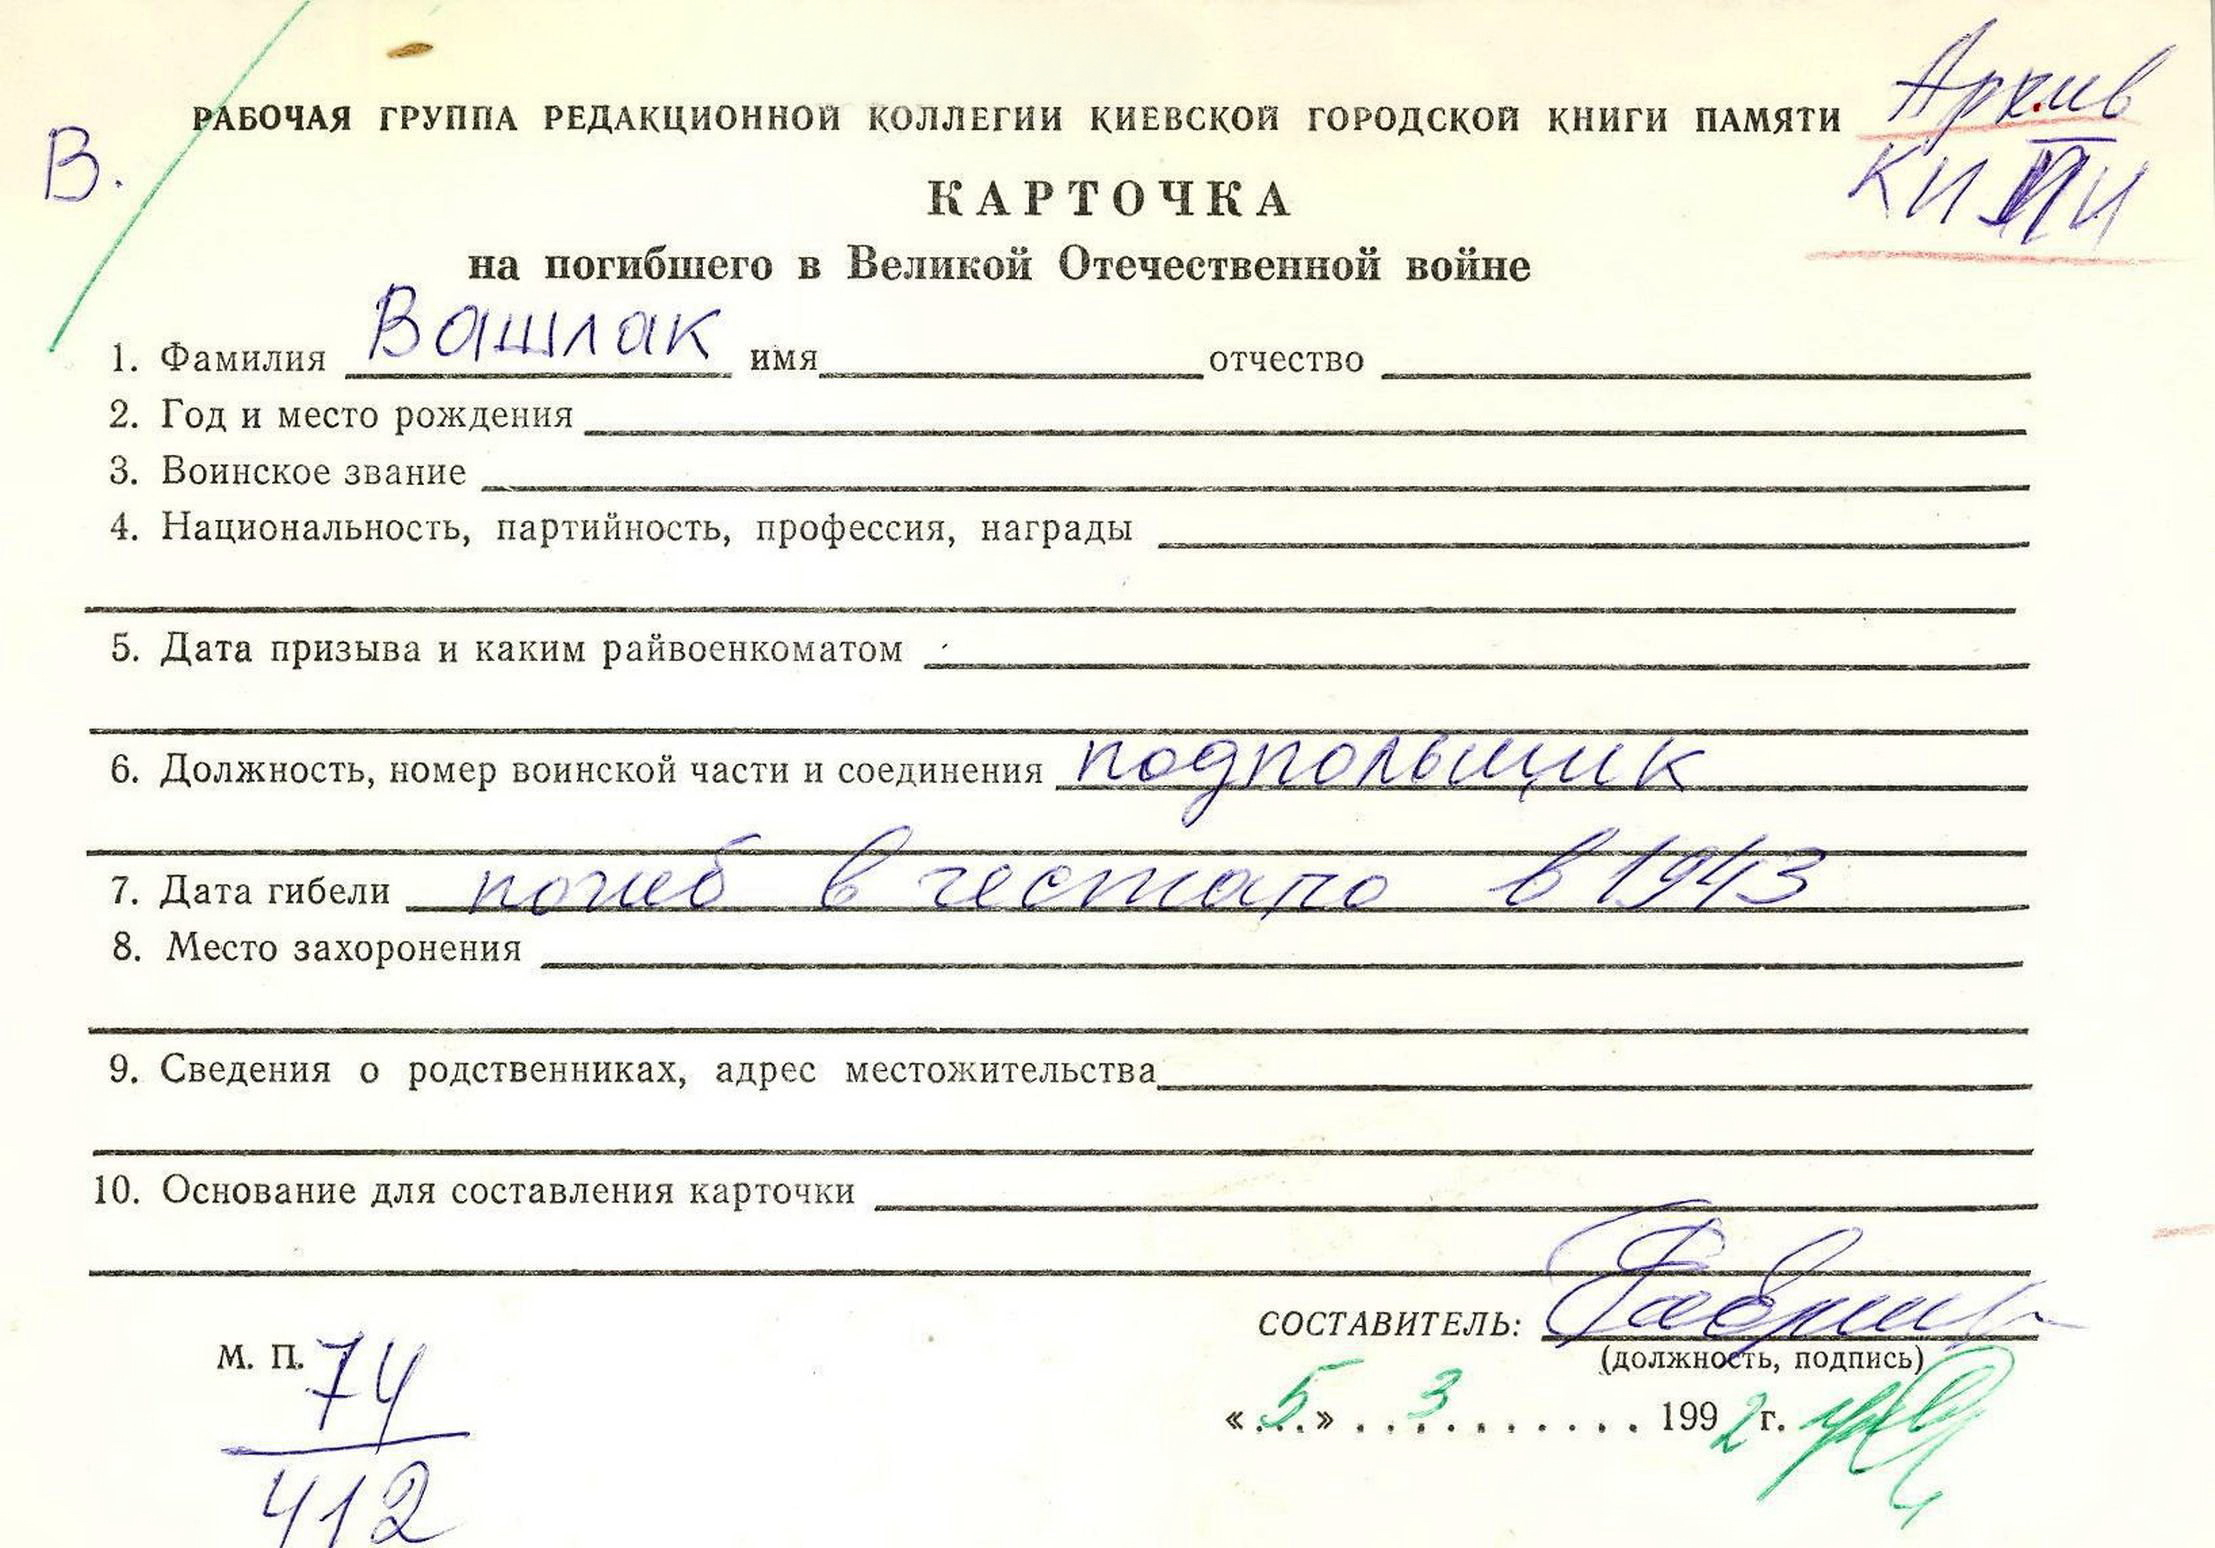 Архив
РАБОЧАЯ ГРУППА РЕДАКЦИОННОЙ КОЛЛЕГИИ КИЕВСКОЙ ГОРОДСКОЙ КНИГИ ПАМЯТИ
В.
КАРТОЧКА
на погибшего в Великой Отечественной войне
1. Фамилия Вашлак имя отчество
2. Год и место рождения
3. Воинское звание
4. Национальность, партийность, профессия, награды
5. Дата призыва и каким райвоенкоматом
6. Должность, номер воинской части и соединения подпольщик
7. Дата гибели погиб в гестапо в 1943
8. Место захоронения
9. Сведения о родственниках, адрес местожительства
10. Основание для составления карточки
СОСТАВИТЕЛЬ:
(должность, подпись)
М. П. 74
412
«5» 3 1992 г.